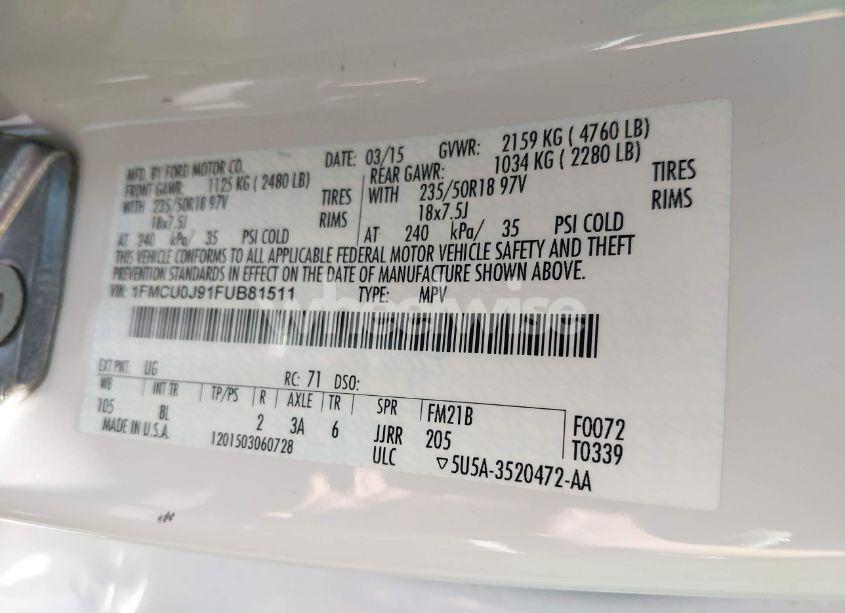 MFD. BY FORD MOTOR CO. DATE: 03/15 GVWR: 2159 KG ( 4760 LB)
FRONT GAWR: 1125 KG ( 2480 LB) REAR GAWR: 1034 KG ( 2280 LB)
WITH 235/50R18 97V TIRES WITH 235/50R18 97V TIRES
18x7.5J RIMS 18x7.5J RIMS
AT 240 kPa/ 35 PSI COLD AT 240 kPa/ 35 PSI COLD
THIS VEHICLE CONFORMS TO ALL APPLICABLE FEDERAL MOTOR VEHICLE SAFETY AND THEFT
PREVENTION STANDARDS IN EFFECT ON THE DATE OF MANUFACTURE SHOWN ABOVE.
VIN: 1FMCU0J91FUB81511 TYPE: MPV
wheelwise
EXT PNT: UG RC: 71 DSO:
WB INT TR TP/PS R AXLE TR SPR FM21B F0072
105 8L 2 3A 6 JJRR 205 T0339
MADE IN U.S.A. 1201503060728 ULC ▽5U5A-3520472-AA